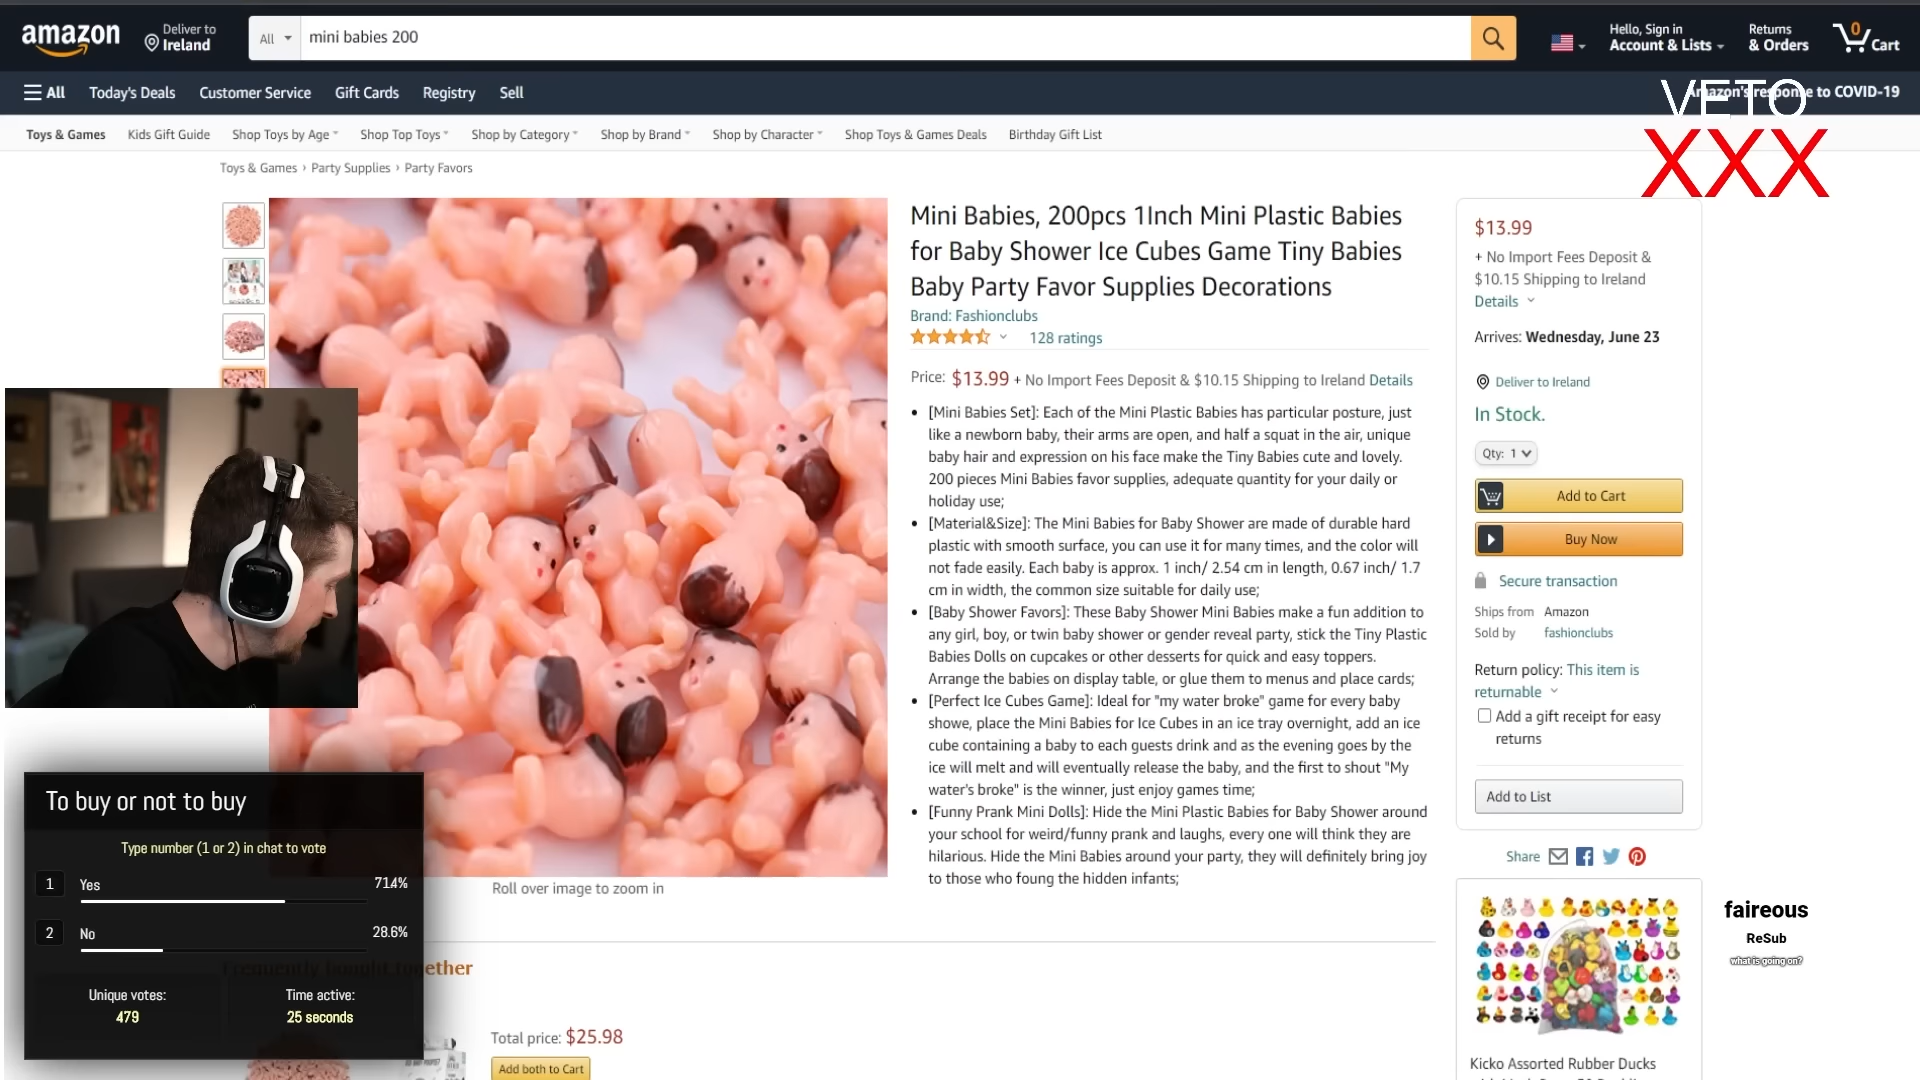 amazon
Deliver to
Ireland
All
mini babies 200
Hello, Sign in
Account & Lists
Returns
& Orders
0
Cart
All
Today's Deals
Customer Service
Gift Cards
Registry
Sell
Amazon's response to COVID-19
VETO
XXX
Toys & Games
Kids Gift Guide
Shop Toys by Age
Shop Top Toys
Shop by Category
Shop by Brand
Shop by Character
Shop Toys & Games Deals
Birthday Gift List
Toys & Games › Party Supplies › Party Favors
Mini Babies, 200pcs 1Inch Mini Plastic Babies
for Baby Shower Ice Cubes Game Tiny Babies
Baby Party Favor Supplies Decorations
Brand: Fashionclubs
128 ratings
Price: $13.99 + No Import Fees Deposit & $10.15 Shipping to Ireland Details
• [Mini Babies Set]: Each of the Mini Plastic Babies has particular posture, just
like a newborn baby, their arms are open, and half a squat in the air, unique
baby hair and expression on his face make the Tiny Babies cute and lovely.
200 pieces Mini Babies favor supplies, adequate quantity for your daily or
holiday use;
• [Material&Size]: The Mini Babies for Baby Shower are made of durable hard
plastic with smooth surface, you can use it for many times, and the color will
not fade easily. Each baby is approx. 1 inch/ 2.54 cm in length, 0.67 inch/ 1.7
cm in width, the common size suitable for daily use;
• [Baby Shower Favors]: These Baby Shower Mini Babies make a fun addition to
any girl, boy, or twin baby shower or gender reveal party, stick the Tiny Plastic
Babies Dolls on cupcakes or other desserts for quick and easy toppers.
Arrange the babies on display table, or glue them to menus and place cards;
• [Perfect Ice Cubes Game]: Ideal for "my water broke" game for every baby
showe, place the Mini Babies for Ice Cubes in an ice tray overnight, add an ice
cube containing a baby to each guests drink and as the evening goes by the
ice will melt and will eventually release the baby, and the first to shout "My
water's broke" is the winner, just enjoy games time;
• [Funny Prank Mini Dolls]: Hide the Mini Plastic Babies for Baby Shower around
your school for weird/funny prank and laughs, every one will think they are
hilarious. Hide the Mini Babies around your party, they will definitely bring joy
to those who foung the hidden infants;
Roll over image to zoom in
$13.99
+ No Import Fees Deposit &
$10.15 Shipping to Ireland
Details
Arrives: Wednesday, June 23
Deliver to Ireland
In Stock.
Qty: 1
Add to Cart
Buy Now
Secure transaction
Ships from Amazon
Sold by fashionclubs
Return policy: This item is
returnable
Add a gift receipt for easy
returns
Add to List
Share
Kicko Assorted Rubber Ducks
faireous
ReSub
what is going on?
To buy or not to buy
Type number (1 or 2) in chat to vote
1 Yes 71.4%
2 No 28.6%
Unique votes:
479
Time active:
25 seconds
Frequently bought together
Total price: $25.98
Add both to Cart